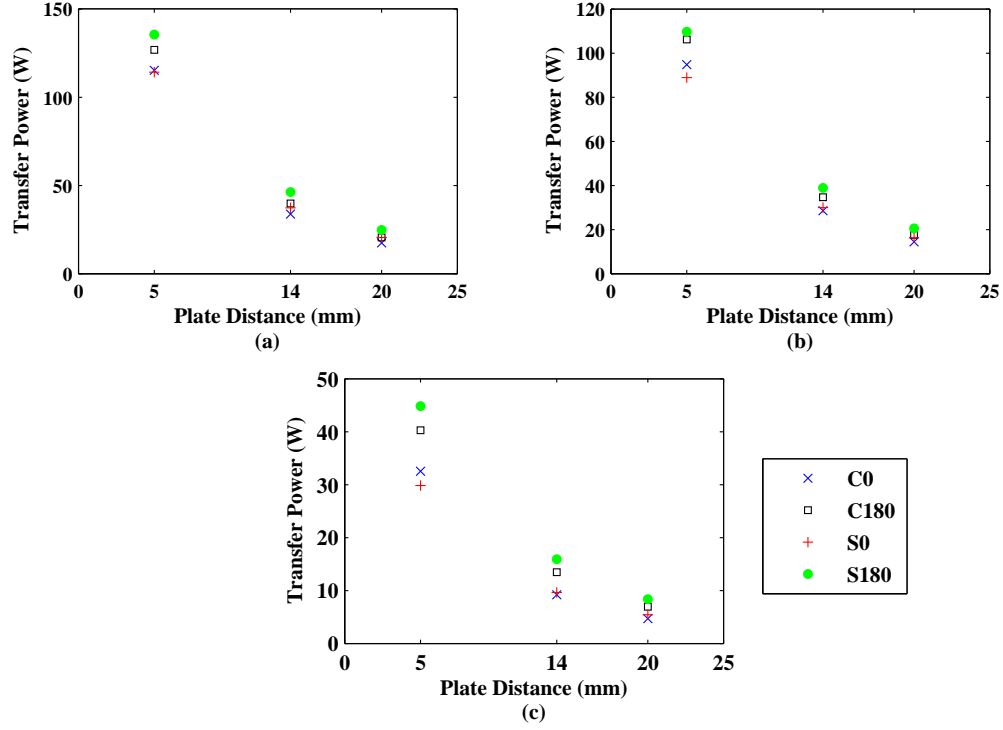 150
100
50
0
Transfer Power (W)
0 5 14 20 25
Plate Distance (mm)
(a)
120
100
80
60
40
20
0
Transfer Power (W)
0 5 14 20 25
Plate Distance (mm)
(b)
50
40
30
20
10
0
Transfer Power (W)
0 5 14 20 25
Plate Distance (mm)
(c)
C0
C180
S0
S180